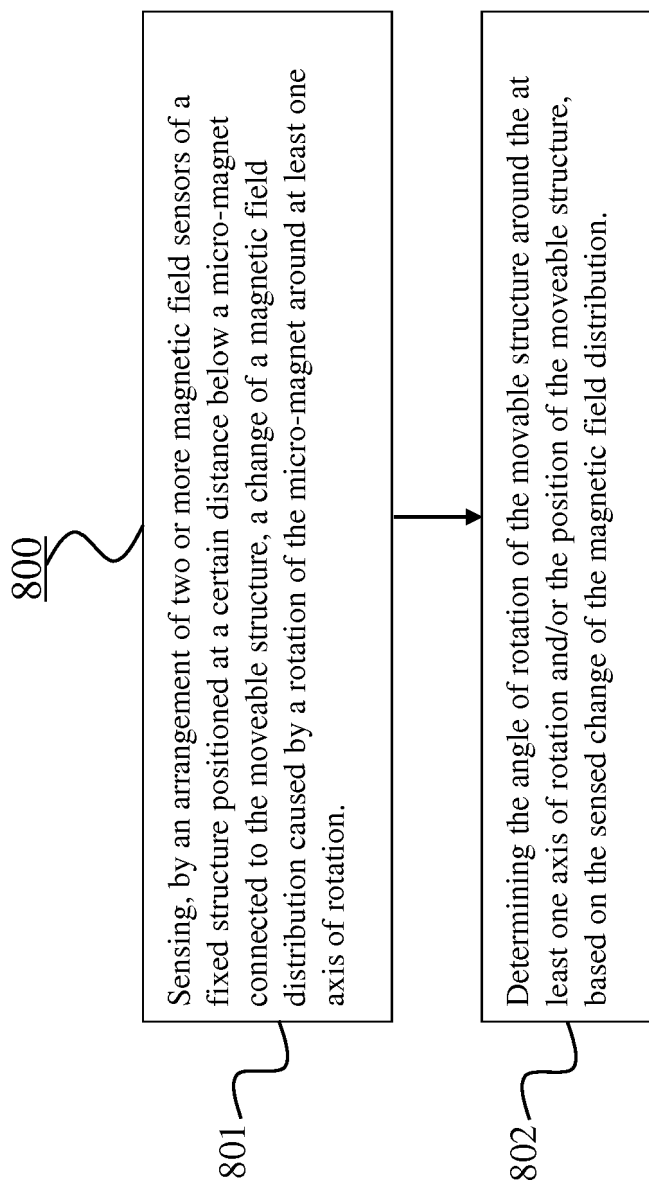 800
801
Sensing, by an arrangement of two or more magnetic field sensors of a
fixed structure positioned at a certain distance below a micro-magnet
connected to the moveable structure, a change of a magnetic field
distribution caused by a rotation of the micro-magnet around at least one
axis of rotation.
802
Determining the angle of rotation of the movable structure around the at
least one axis of rotation and/or the position of the moveable structure,
based on the sensed change of the magnetic field distribution.